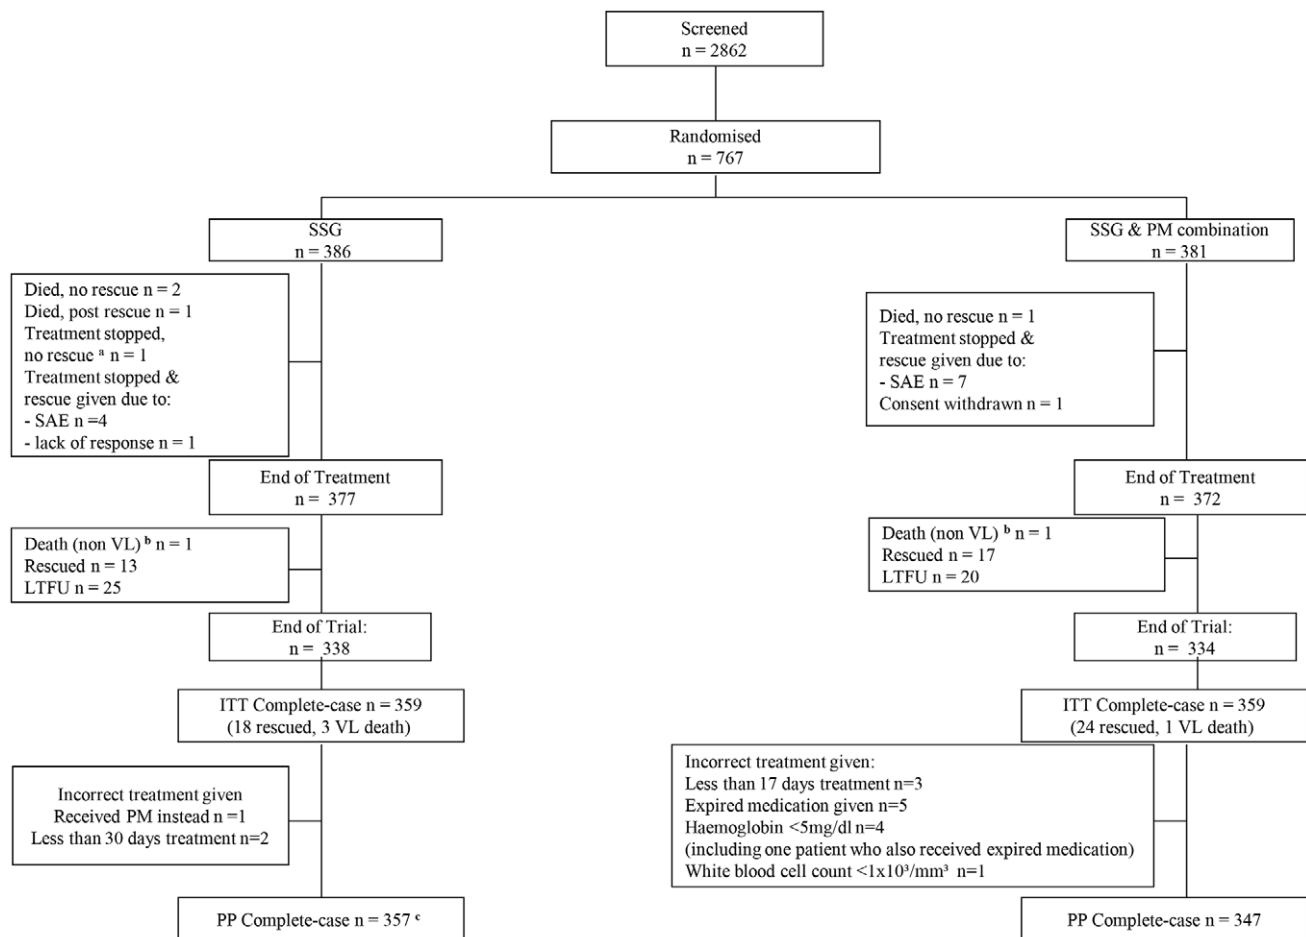 Screened
n = 2862
Randomised
n = 767
SSG
n = 386
SSG & PM combination
n = 381
Died, no rescue n = 2
Died, post rescue n = 1
Treatment stopped,
no rescue ᵃ n = 1
Treatment stopped &
rescue given due to:
- SAE n =4
- lack of response n = 1
Died, no rescue n = 1
Treatment stopped &
rescue given due to:
- SAE n = 7
Consent withdrawn n = 1
End of Treatment
n = 377
End of Treatment
n = 372
Death (non VL) ᵇ n = 1
Rescued n = 13
LTFU n = 25
Death (non VL) ᵇ n = 1
Rescued n = 17
LTFU n = 20
End of Trial:
n = 338
End of Trial:
n = 334
ITT Complete-case n = 359
(18 rescued, 3 VL death)
ITT Complete-case n = 359
(24 rescued, 1 VL death)
Incorrect treatment given
Received PM instead n =1
Less than 30 days treatment n=2
Incorrect treatment given:
Less than 17 days treatment n=3
Expired medication given n=5
Haemoglobin <5mg/dl n=4
(including one patient who also received expired medication)
White blood cell count <1x10³/mm³ n=1
PP Complete-case n = 357 ᶜ
PP Complete-case n = 347